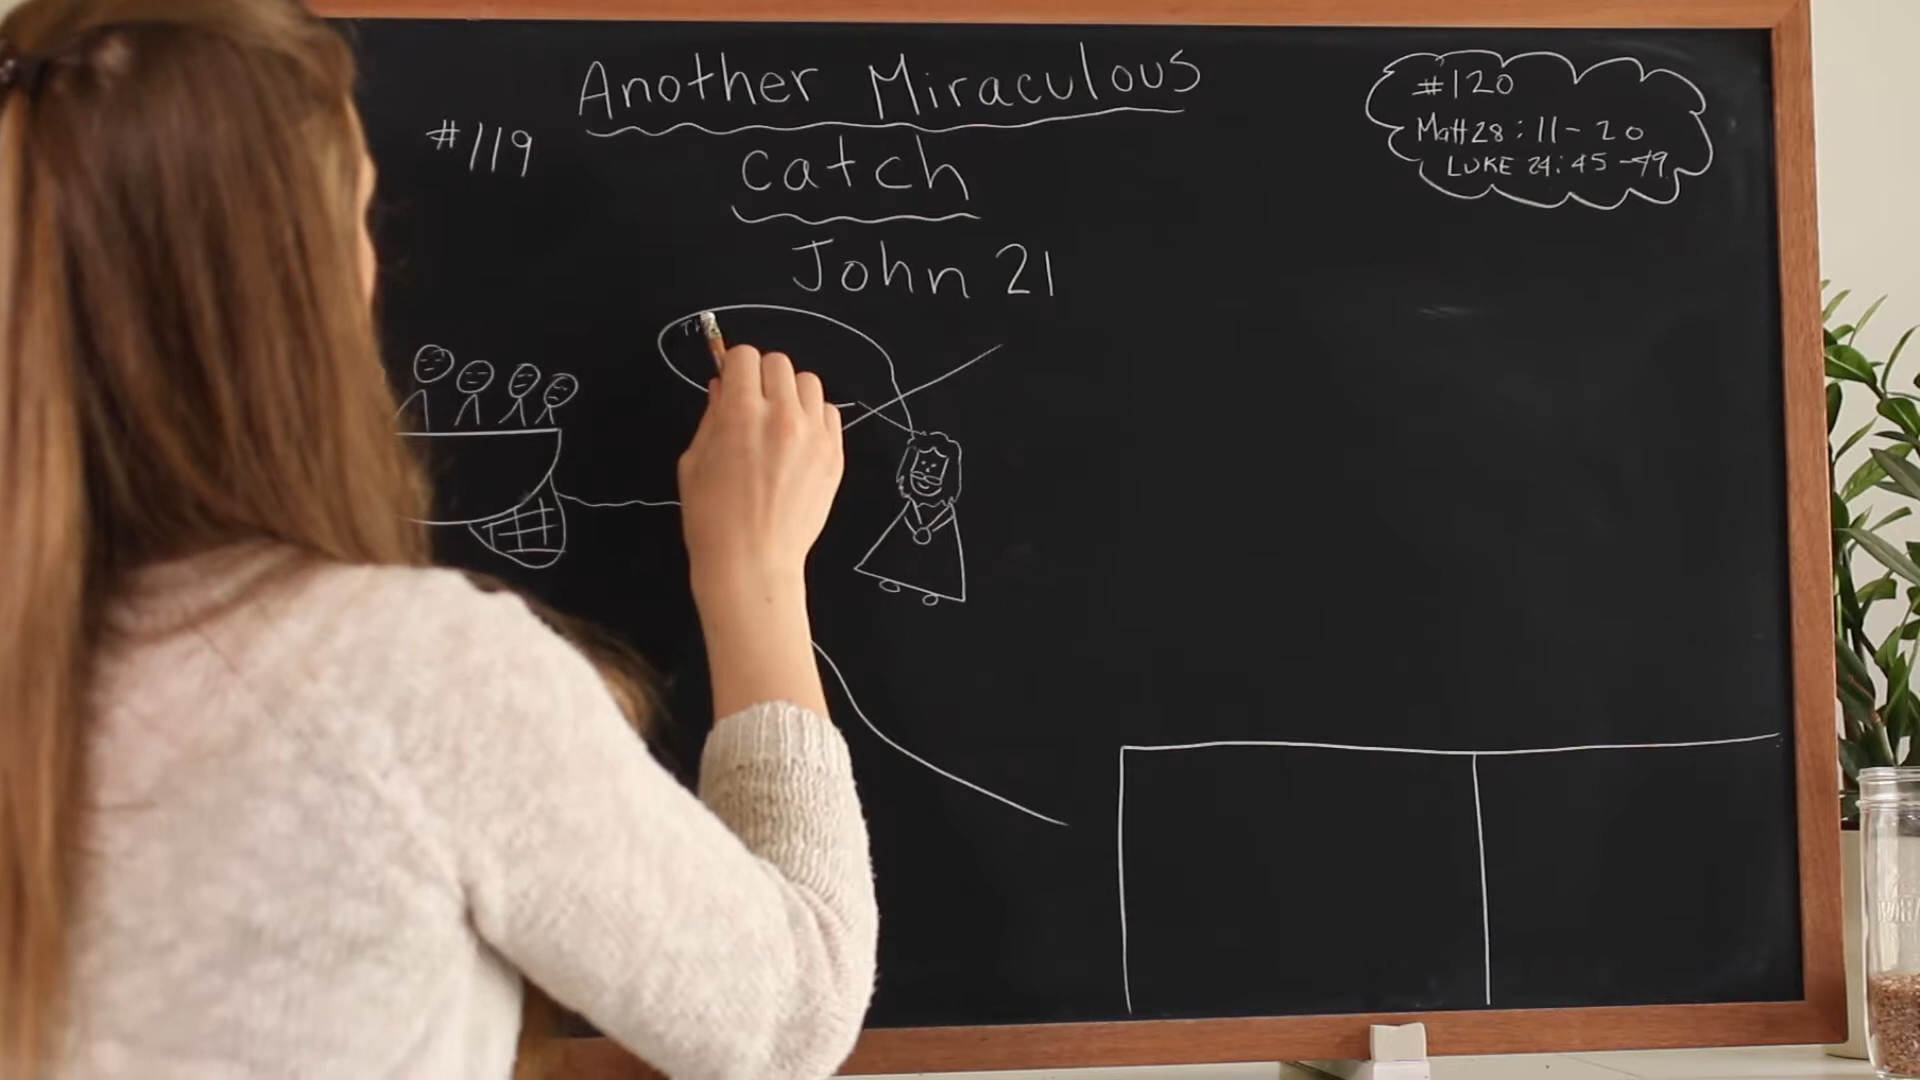 Another Miraculous
#119
catch
John 21
#120
Matt 28 : 11 - 20
LUKE 24 : 45 - 49